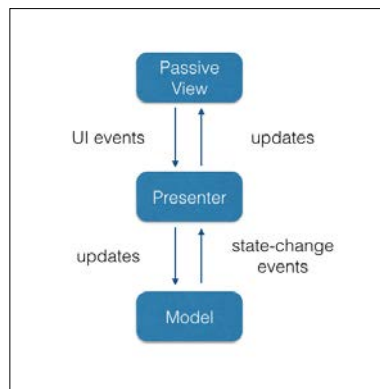 Passive
View
UI events
updates
Presenter
updates
state-change
events
Model